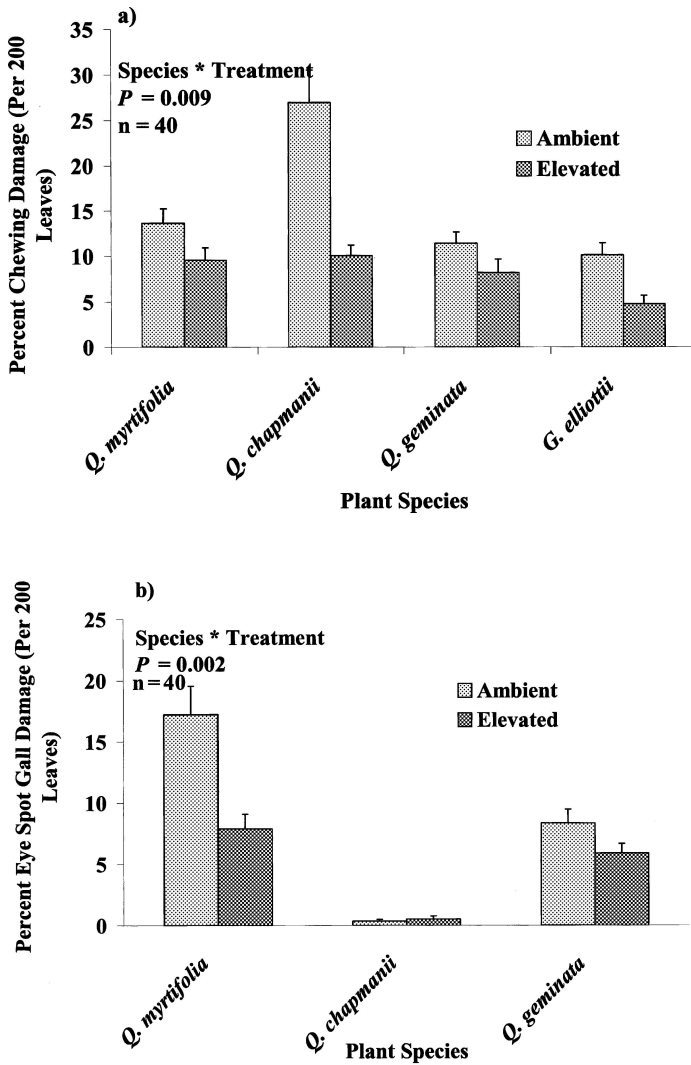 a)
Percent Chewing Damage (Per 200
Leaves)
35
30
25
20
15
10
5
0
Species * Treatment
P = 0.009
n = 40
Ambient
Elevated
Q. myrtifolia
Q. chapmanii
Q. geminata
G. elliottii
Plant Species
b)
Percent Eye Spot Gall Damage (Per 200
Leaves)
25
20
15
10
5
0
Species * Treatment
P = 0.002
n = 40
Ambient
Elevated
Q. myrtifolia
Q. chapmanii
Q. geminata
Plant Species